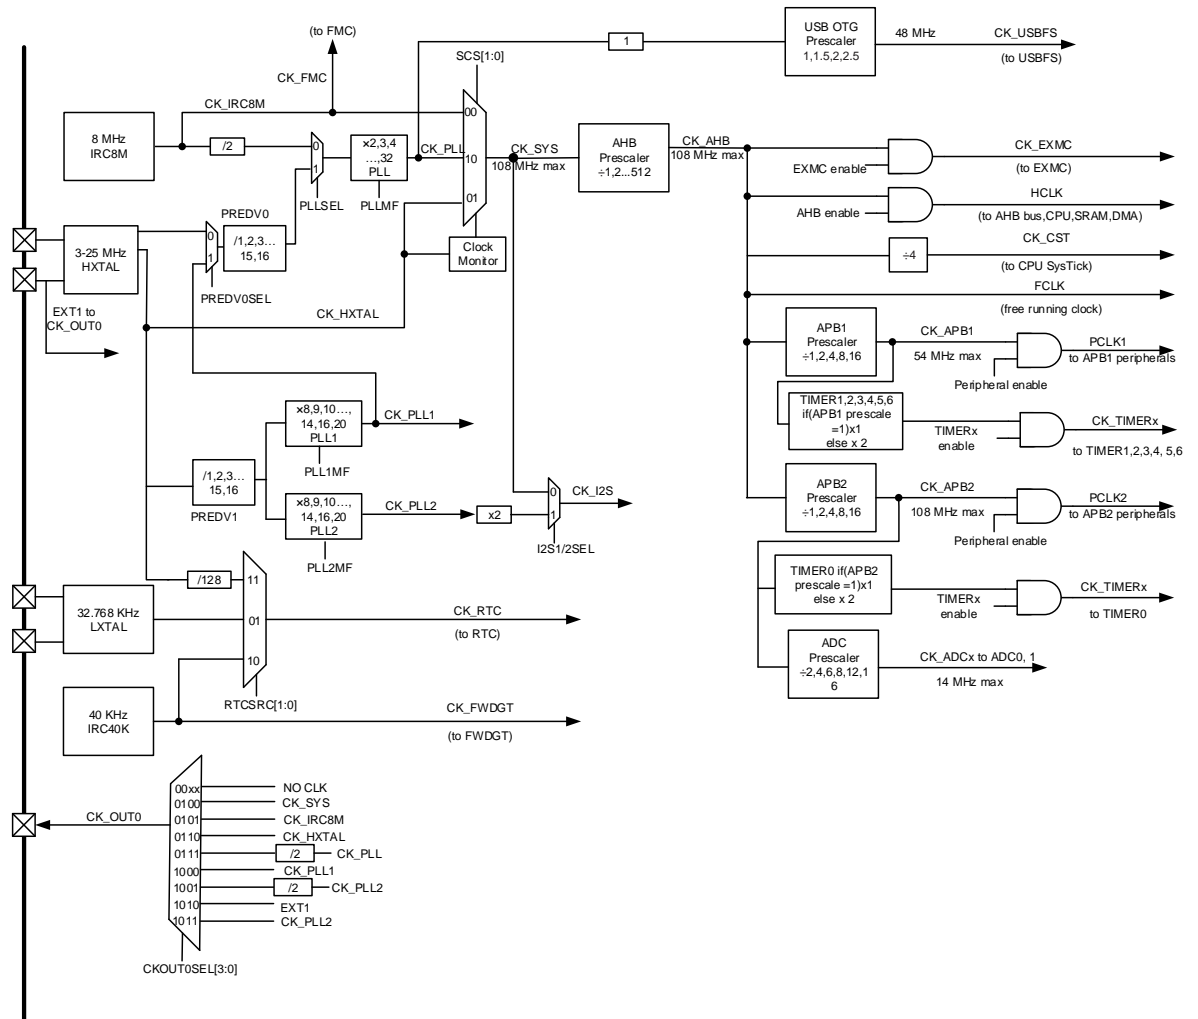 (to FMC)
CK_FMC
SCS[1:0]
1
USB OTG
Prescaler
1,1.5,2,2.5
48 MHz
CK_USBFS
(to USBFS)
CK_IRC8M
8 MHz
IRC8M
/2
0
1
PLLSEL
×2,3,4
...,32
PLL
PLLMF
CK_PLL
00
10
01
CK_SYS
108 MHz max
AHB
Prescaler
÷1,2...512
CK_AHB
108 MHz max
EXMC enable
CK_EXMC
(to EXMC)
AHB enable
HCLK
(to AHB bus,CPU,SRAM,DMA)
÷4
CK_CST
(to CPU SysTick)
FCLK
(free running clock)
3-25 MHz
HXTAL
PREDV0
0
1
/1,2,3...
15,16
PREDV0SEL
Clock
Monitor
EXT1 to
CK_OUT0
CK_HXTAL
APB1
Prescaler
÷1,2,4,8,16
CK_APB1
54 MHz max
Peripheral enable
PCLK1
to APB1 peripherals
TIMER1,2,3,4,5,6
if(APB1 prescale
=1)x1
else x 2
TIMERx
enable
CK_TIMERx
to TIMER1,2,3,4, 5,6
×8,9,10...,
14,16,20
PLL1
CK_PLL1
PLL1MF
/1,2,3...
15,16
PREDV1
×8,9,10...,
14,16,20
PLL2
CK_PLL2
PLL2MF
x2
0
1
CK_I2S
I2S1/2SEL
APB2
Prescaler
÷1,2,4,8,16
CK_APB2
108 MHz max
Peripheral enable
PCLK2
to APB2 peripherals
TIMER0 if(APB2
prescale =1)x1
else x 2
TIMERx
enable
CK_TIMERx
to TIMER0
ADC
Prescaler
÷2,4,6,8,12,1
6
CK_ADCx to ADC0, 1
14 MHz max
/128
11
01
10
32.768 KHz
LXTAL
CK_RTC
(to RTC)
RTCSRC[1:0]
40 KHz
IRC40K
CK_FWDGT
(to FWDGT)
CK_OUT0
00xx
NO CLK
0100
CK_SYS
0101
CK_IRC8M
0110
CK_HXTAL
0111
/2
CK_PLL
1000
CK_PLL1
1001
/2
CK_PLL2
1010
EXT1
1011
CK_PLL2
CKOUT0SEL[3:0]